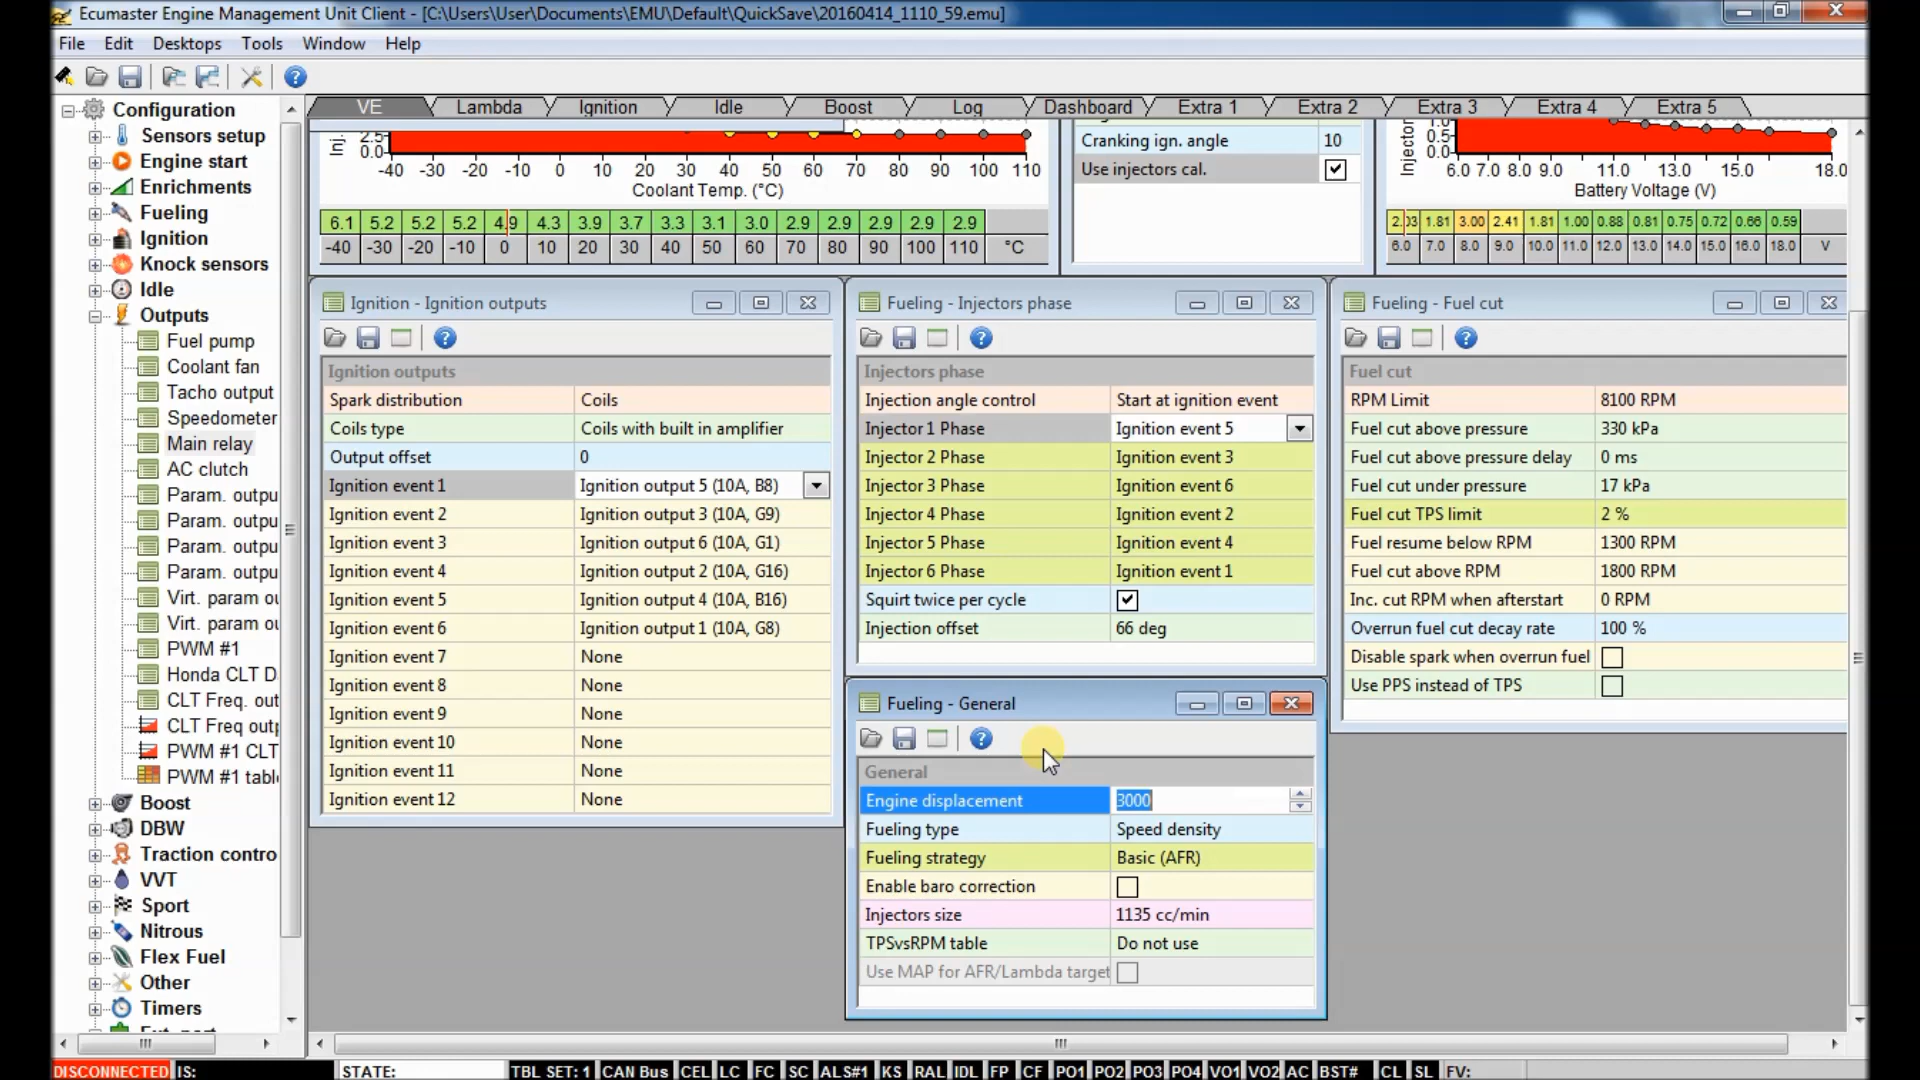 Ecumaster Engine Management Unit Client - [C:\Users\User\Documents\EMU\Default\QuickSave\20160414_1110_59.emu]
File Edit Desktops Tools Window Help
Configuration
Sensors setup
Engine start
Enrichments
Fueling
Ignition
Knock sensors
Idle
Outputs
Fuel pump
Coolant fan
Tacho output
Speedometer
Main relay
AC clutch
Param. outpu
Param. outpu
Param. outpu
Param. outpu
Virt. param ou
Virt. param ou
PWM #1
Honda CLT D
CLT Freq. out
CLT Freq outp
PWM #1 CLT
PWM #1 tabl
Boost
DBW
Traction contro
VVT
Sport
Nitrous
Flex Fuel
Other
Timers
VE Lambda Ignition Idle Boost Log Dashboard Extra 1 Extra 2 Extra 3 Extra 4 Extra 5
Inj.
2.5
0.0
-40 -30 -20 -10 0 10 20 30 40 50 60 70 80 90 100 110
Coolant Temp. (°C)
6.1 5.2 5.2 5.2 4.9 4.3 3.9 3.7 3.3 3.1 3.0 2.9 2.9 2.9 2.9 2.9
-40 -30 -20 -10 0 10 20 30 40 50 60 70 80 90 100 110 °C
Cranking ign. angle 10
Use injectors cal.
Injector
1.0
0.5
0.0
6.0 7.0 8.0 9.0 11.0 13.0 15.0 18.0
Battery Voltage (V)
2.03 1.81 3.00 2.41 1.81 1.00 0.88 0.81 0.75 0.72 0.66 0.59
6.0 7.0 8.0 9.0 10.0 11.0 12.0 13.0 14.0 15.0 16.0 18.0 V
Ignition - Ignition outputs
Ignition outputs
Spark distribution Coils
Coils type Coils with built in amplifier
Output offset 0
Ignition event 1 Ignition output 5 (10A, B8)
Ignition event 2 Ignition output 3 (10A, G9)
Ignition event 3 Ignition output 6 (10A, G1)
Ignition event 4 Ignition output 2 (10A, G16)
Ignition event 5 Ignition output 4 (10A, B16)
Ignition event 6 Ignition output 1 (10A, G8)
Ignition event 7 None
Ignition event 8 None
Ignition event 9 None
Ignition event 10 None
Ignition event 11 None
Ignition event 12 None
Fueling - Injectors phase
Injectors phase
Injection angle control Start at ignition event
Injector 1 Phase Ignition event 5
Injector 2 Phase Ignition event 3
Injector 3 Phase Ignition event 6
Injector 4 Phase Ignition event 2
Injector 5 Phase Ignition event 4
Injector 6 Phase Ignition event 1
Squirt twice per cycle
Injection offset 66 deg
Fueling - General
General
Engine displacement 3000
Fueling type Speed density
Fueling strategy Basic (AFR)
Enable baro correction
Injectors size 1135 cc/min
TPSvsRPM table Do not use
Use MAP for AFR/Lambda target
Fueling - Fuel cut
Fuel cut
RPM Limit 8100 RPM
Fuel cut above pressure 330 kPa
Fuel cut above pressure delay 0 ms
Fuel cut under pressure 17 kPa
Fuel cut TPS limit 2 %
Fuel resume below RPM 1300 RPM
Fuel cut above RPM 1800 RPM
Inc. cut RPM when afterstart 0 RPM
Overrun fuel cut decay rate 100 %
Disable spark when overrun fuel
Use PPS instead of TPS
DISCONNECTED IS: STATE: TBL SET: 1 CAN Bus CEL LC FC SC ALS#1 KS RAL IDL FP CF PO1 PO2 PO3 PO4 VO1 VO2 AC BST# CL SL FV: